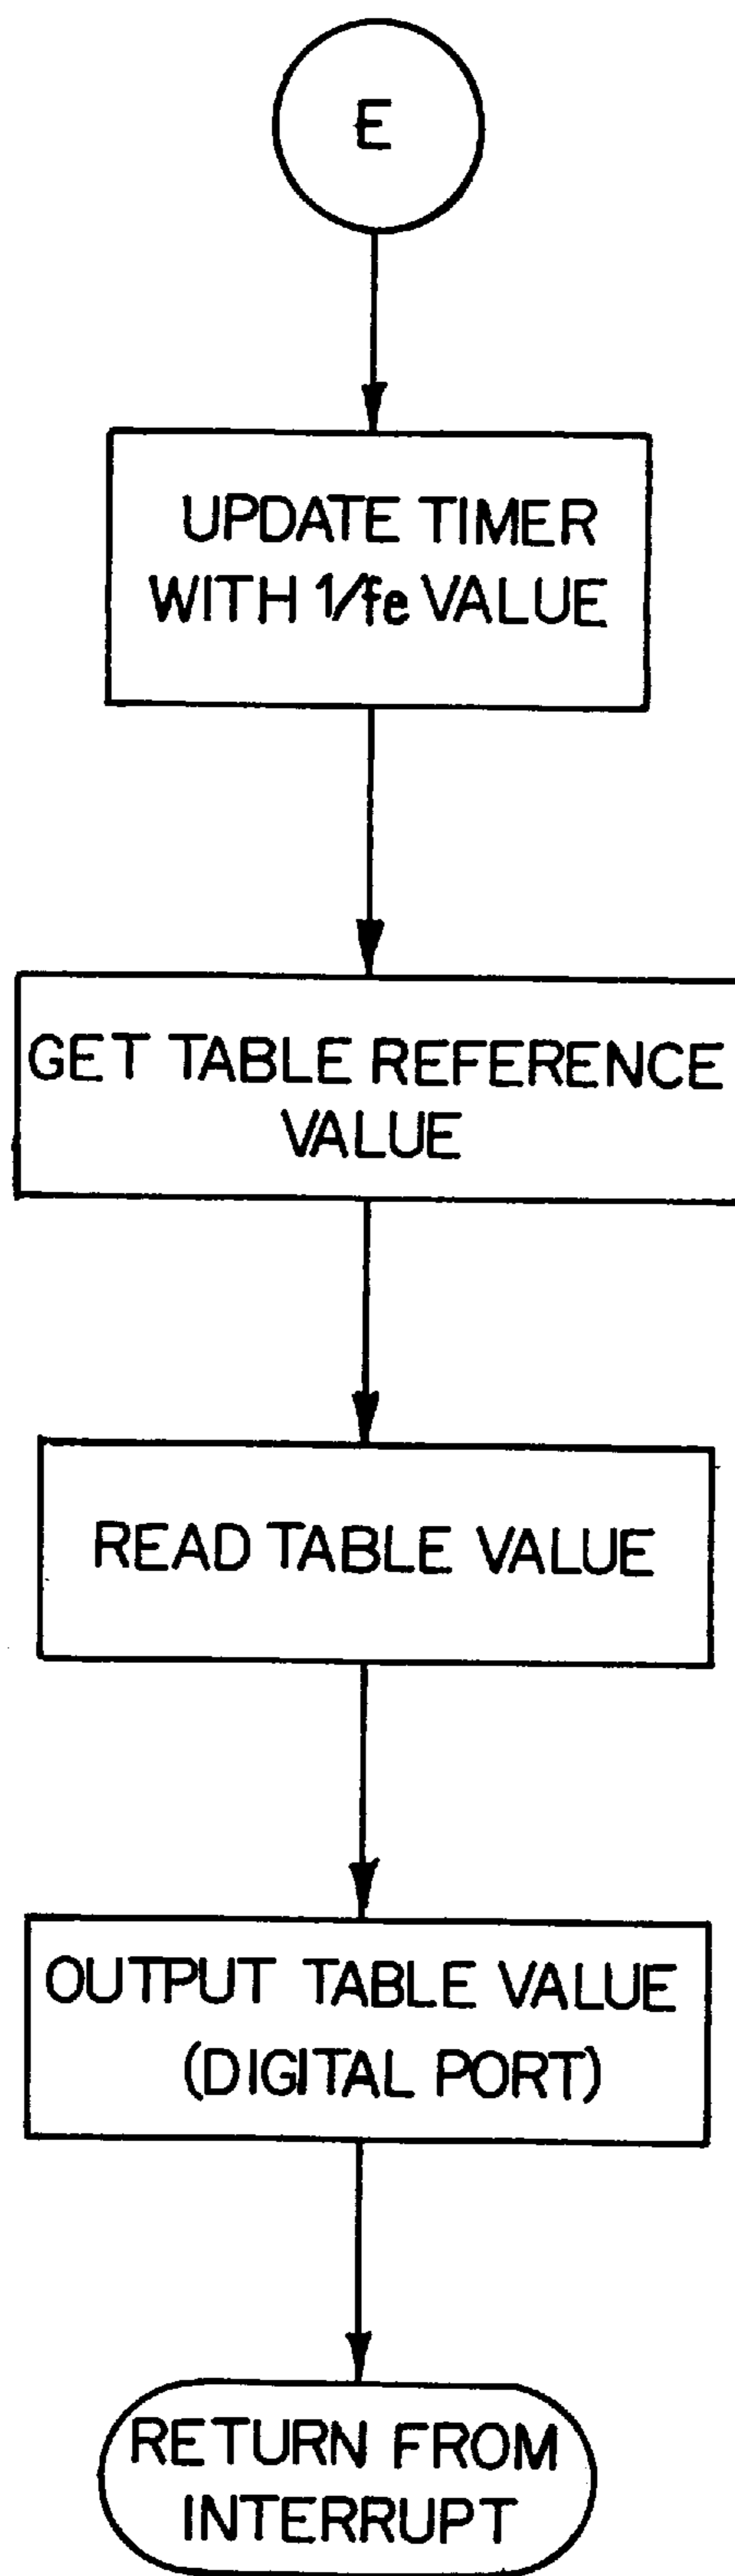 E
UPDATE TIMER
WITH 1/fe VALUE
GET TABLE REFERENCE
VALUE
READ TABLE VALUE
OUTPUT TABLE VALUE
(DIGITAL PORT)
RETURN FROM
INTERRUPT